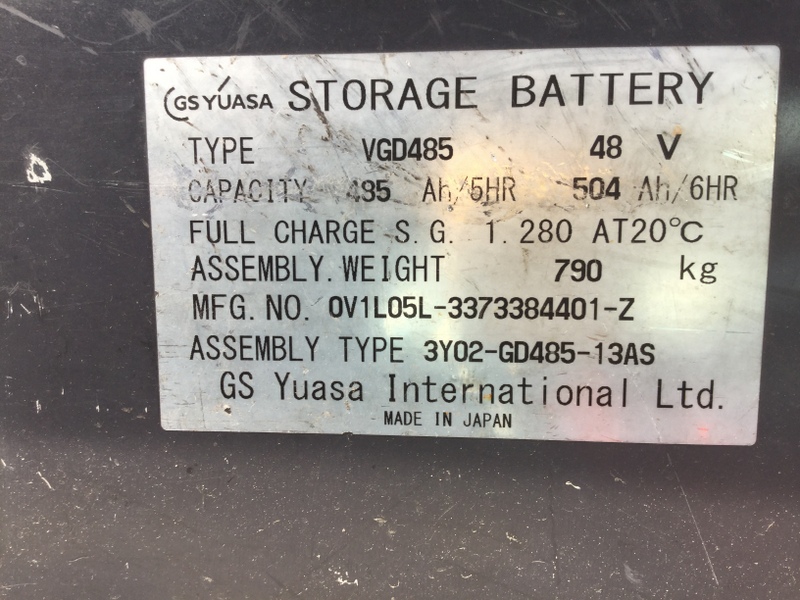 GS YUASA STORAGE BATTERY
TYPE VGD485 48 V
CAPACITY 485 Ah/5HR 504 Ah/6HR
FULL CHARGE S.G. 1.280 AT20℃
ASSEMBLY.WEIGHT 790 kg
MFG.NO. 0V1L05L-3373384401-Z
ASSEMBLY TYPE 3Y02-GD485-13AS
GS Yuasa International Ltd.
MADE IN JAPAN